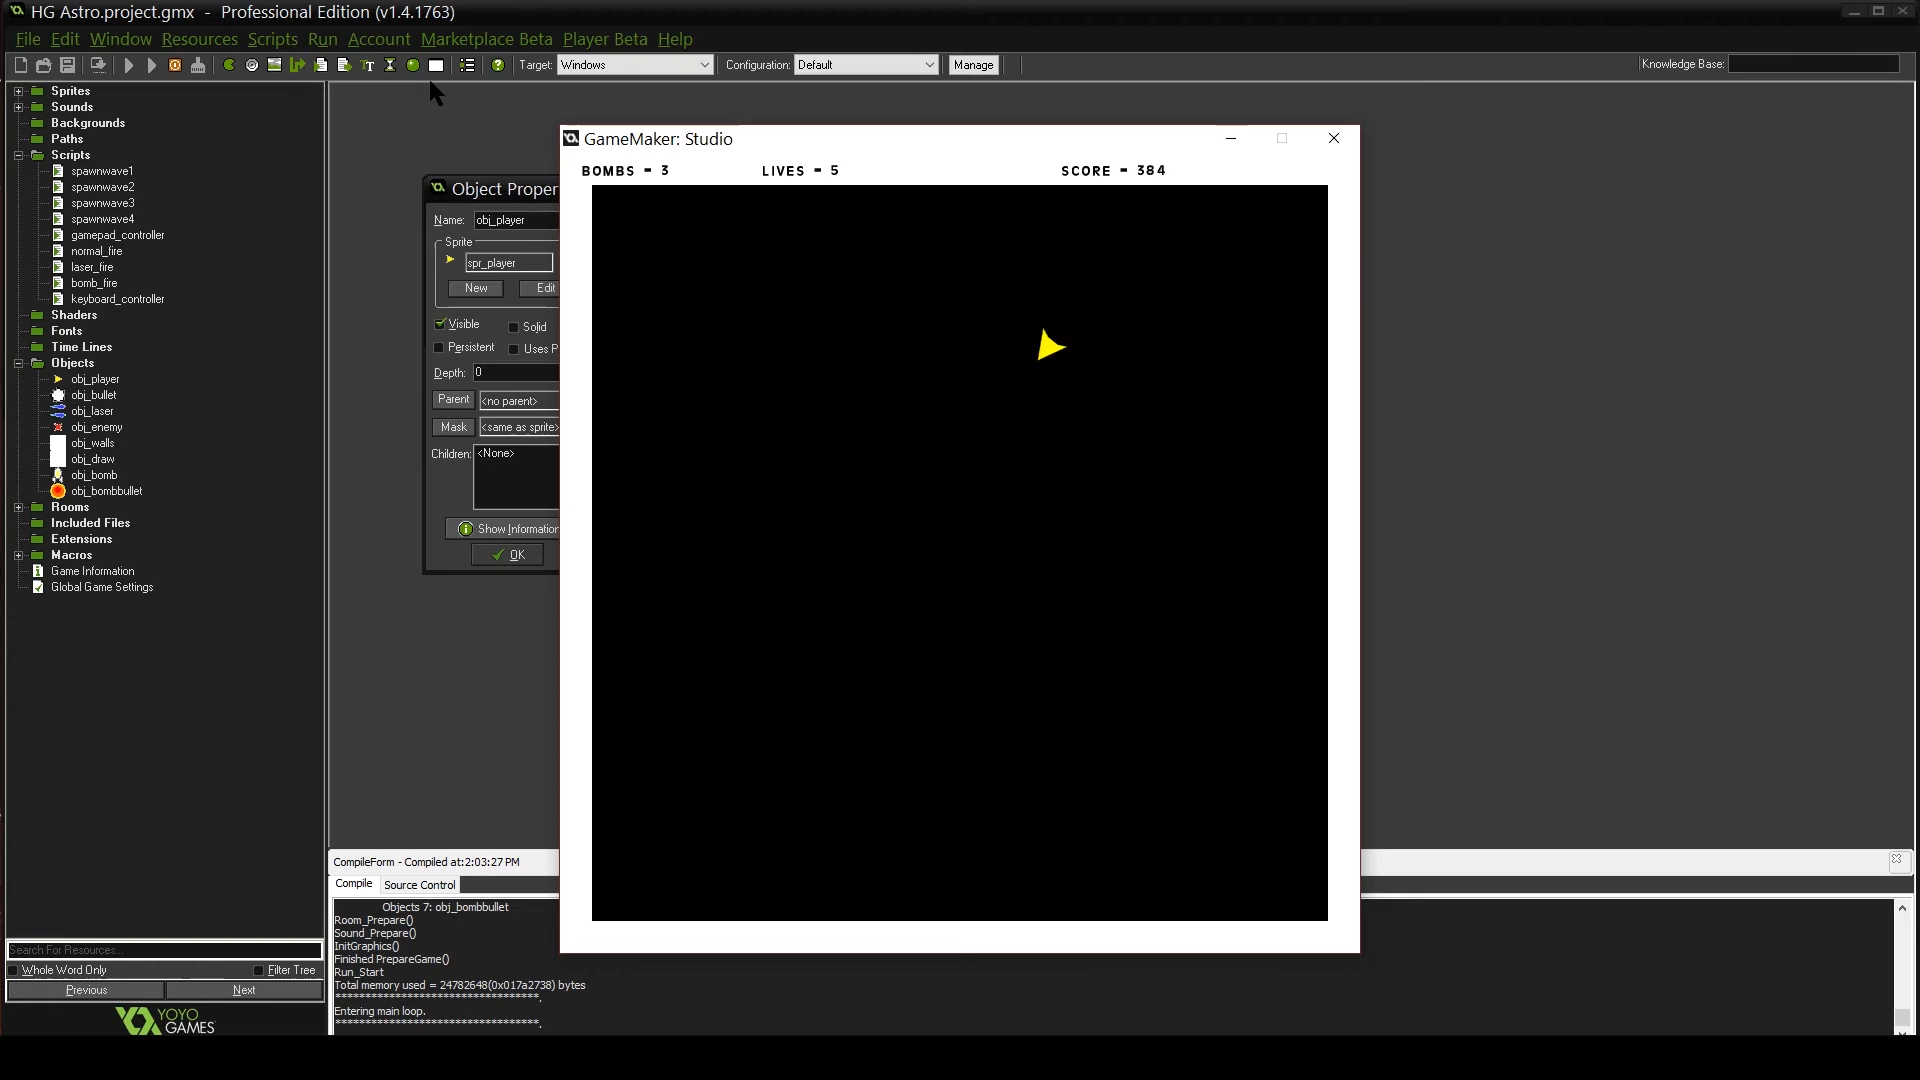 HG Astro.project.gmx - Professional Edition (v1.4.1763)
File Edit Window Resources Scripts Run Account Marketplace Beta Player Beta Help
Target: Windows Configuration: Default Manage Knowledge Base:
Sprites
Sounds
Backgrounds
Paths
Scripts
spawnwave1
spawnwave2
spawnwave3
spawnwave4
gamepad_controller
normal_fire
laser_fire
bomb_fire
keyboard_controller
Shaders
Fonts
Time Lines
Objects
obj_player
obj_bullet
obj_laser
obj_enemy
obj_walls
obj_draw
obj_bomb
obj_bombbullet
Rooms
Included Files
Extensions
Macros
Game Information
Global Game Settings
Search For Resources...
Whole Word Only Filter Tree
Previous Next
YOYO
GAMES
Object Proper
Name: obj_player
Sprite
spr_player
New Edit
Visible Solid
Persistent Uses P
Depth: 0
Parent <no parent>
Mask <same as sprite>
Children: <None>
Show Information
OK
GameMaker: Studio
BOMBS - 3 LIVES - 5 SCORE - 384
CompileForm - Compiled at:2:03:27 PM
Compile Source Control
Objects 7: obj_bombbullet
Room_Prepare()
Sound_Prepare()
InitGraphics()
Finished PrepareGame()
Run_Start
Total memory used = 24782648(0x017a2738) bytes
**********************************.
Entering main loop.
**********************************.